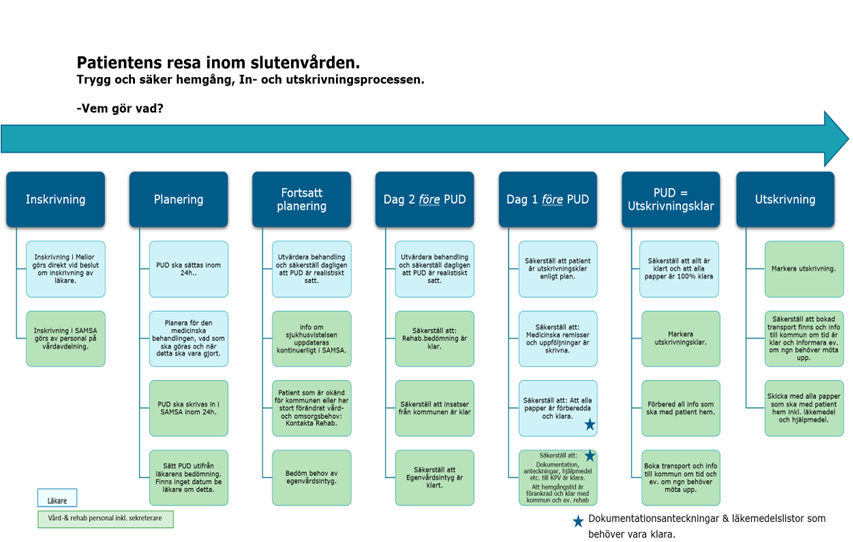 Patientens resa inom slutenvården.
Trygg och säker hemgång, In- och utskrivningsprocessen.
-Vem gör vad?
Inskrivning
Inskrivning i Melior
görs direkt vid beslut
om inskrivning av
läkare.
Inskrivning i SAMSA
görs av personal på
vårdavdelning.
Planering
PUD ska sättas inom
24h..
Planera för den
medicinska
behandlingen, vad som
ska göras och när
detta ska vara gjort.
PUD ska skrivas in i
SAMSA inom 24h.
Sätt PUD utifrån
läkarens bedömning.
Finns inget datum be
läkare om detta.
Fortsatt
planering
Utvärdera behandling
och säkerställ dagligen
att PUD är realistiskt
satt.
Info om
sjukhusvistelsen
uppdateras
kontinuerligt i SAMSA.
Patient som är okänd
för kommunen eller har
stort förändrat vård-
och omsorgsbehov:
Kontakta Rehab.
Bedöm behov av
egenvårdsintyg.
Dag 2 före PUD
Utvärdera behandling
och säkerställ dagligen
att PUD är realistiskt
satt.
Säkerställ att:
Rehab.bedömning är
klar.
Säkerställ att insatser
från kommunen är klar
Säkerställ att
Egenvårdsintyg är
klart.
Dag 1 före PUD
Säkerställ att patient
är utskrivningsklar
enligt plan.
Säkerställ att:
Medicinska remisser
och uppföljningar är
skrivna.
Säkerställ att: Att alla
papper är förberedda
och klara.
Säkerställ att:
Dokumentation,
anteckningar, hjälpmedel
etc. till KPV är klara.
Att hemgångstid är
förankrad och klar med
kommun och ev. rehab
PUD =
Utskrivningsklar
Säkerställ att allt är
klart och att alla
papper är 100% klara
Markera
utskrivningsklar.
Förbered all info som
ska med patient hem.
Boka transport och info
till kommun om tid och
ev. om ngn behöver
möta upp.
Utskrivning
Markera utskrivning.
Säkerställ att bokad
transport finns och info
till kommun om tid är
klar och informera ev.
om ngn behöver möta
upp.
Skicka med alla papper
som ska med patient
hem inkl. läkemedel
och hjälpmedel.
Läkare
Vård-& rehab personal inkl. sekreterare
Dokumentationsanteckningar & läkemedelslistor som
behöver vara klara.